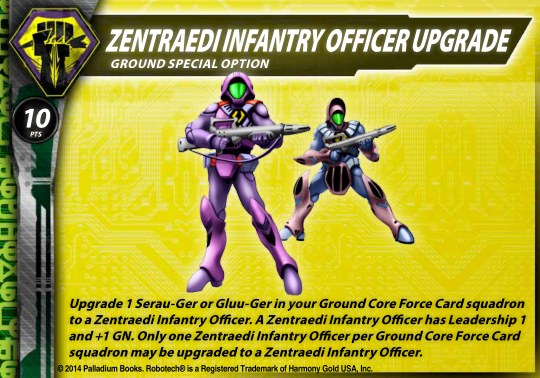 ZENTRAEDI INFANTRY OFFICER UPGRADE
GROUND SPECIAL OPTION
10
PTS
Upgrade 1 Serau-Ger or Gluu-Ger in your Ground Core Force Card squadron
to a Zentraedi Infantry Officer. A Zentraedi Infantry Officer has Leadership 1
and +1 GN. Only one Zentraedi Infantry Officer per Ground Core Force Card
squadron may be upgraded to a Zentraedi Infantry Officer.
© 2014 Palladium Books. Robotech® is a Registered Trademark of Harmony Gold USA, Inc.